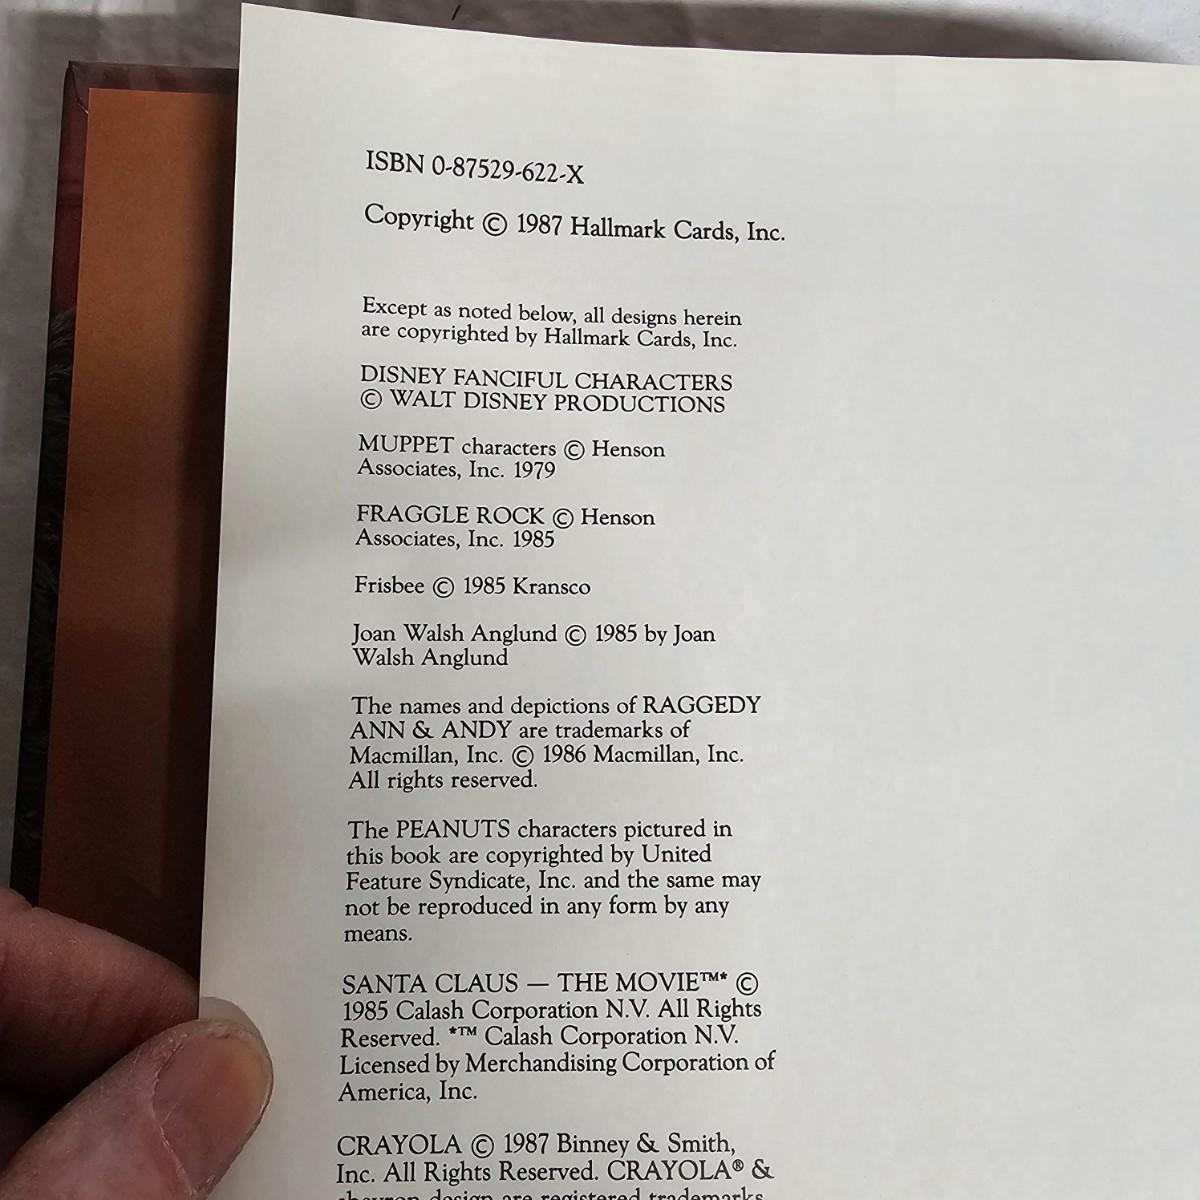 ISBN 0-87529-622-X
Copyright © 1987 Hallmark Cards, Inc.
Except as noted below, all designs herein
are copyrighted by Hallmark Cards, Inc.
DISNEY FANCIFUL CHARACTERS
© WALT DISNEY PRODUCTIONS
MUPPET characters © Henson
Associates, Inc. 1979
FRAGGLE ROCK © Henson
Associates, Inc. 1985
Frisbee © 1985 Kransco
Joan Walsh Anglund © 1985 by Joan
Walsh Anglund
The names and depictions of RAGGEDY
ANN & ANDY are trademarks of
Macmillan, Inc. © 1986 Macmillan, Inc.
All rights reserved.
The PEANUTS characters pictured in
this book are copyrighted by United
Feature Syndicate, Inc. and the same may
not be reproduced in any form by any
means.
SANTA CLAUS — THE MOVIE™* ©
1985 Calash Corporation N.V. All Rights
Reserved. *™ Calash Corporation N.V.
Licensed by Merchandising Corporation of
America, Inc.
CRAYOLA © 1987 Binney & Smith,
Inc. All Rights Reserved. CRAYOLA® &
chevron design are registered trademarks